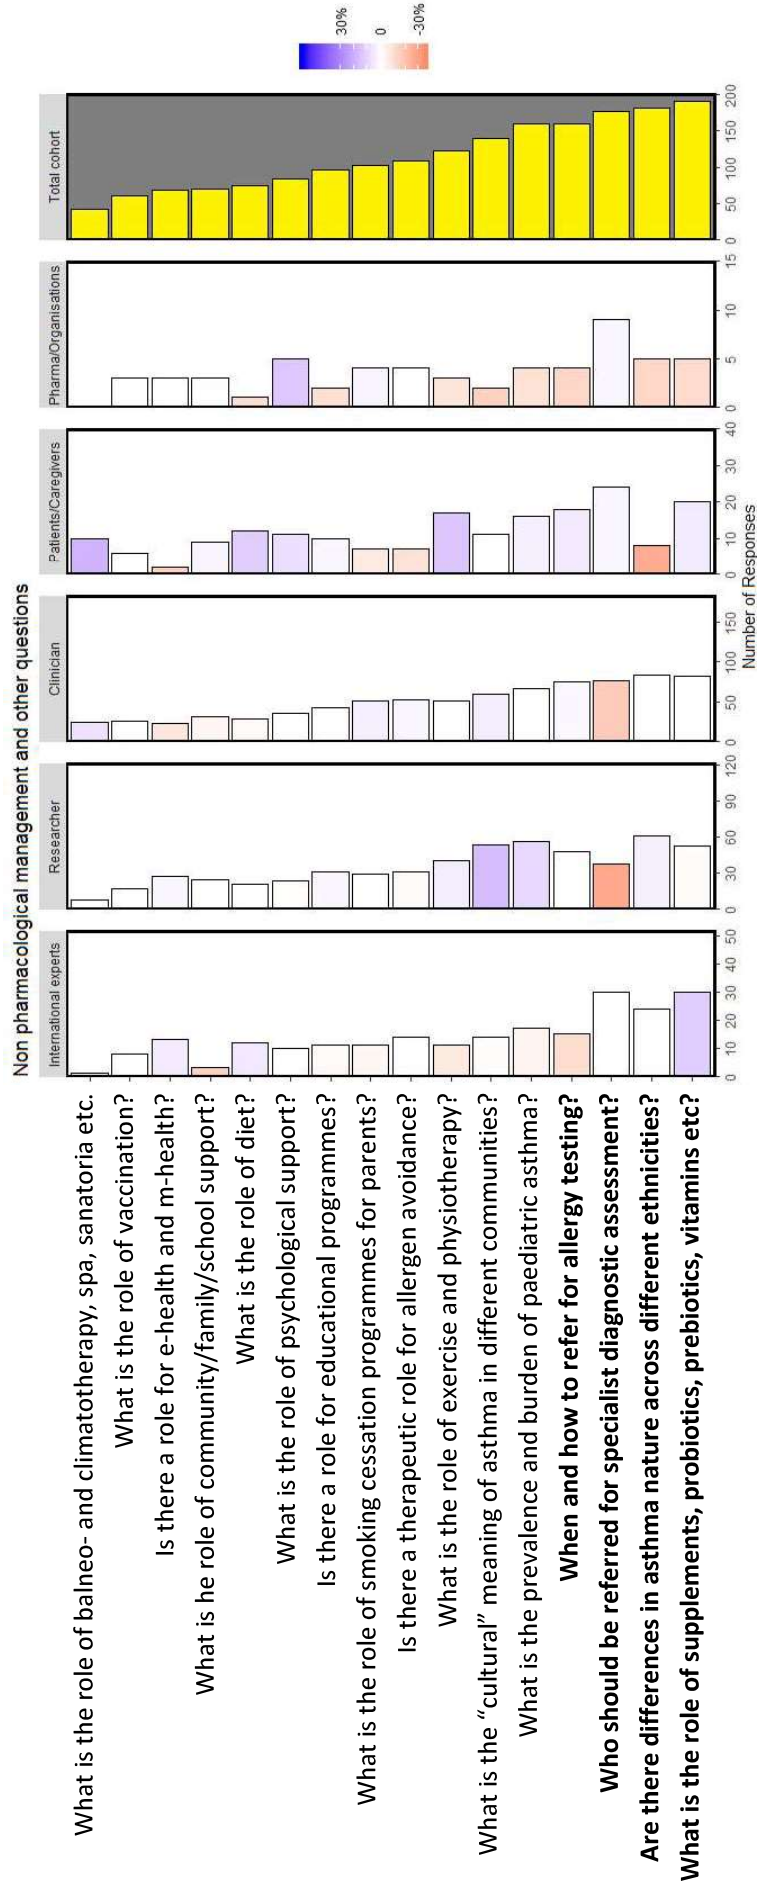 Non pharmacological management and other questions
International experts
Researcher
Clinician
Patients/Caregivers
Pharma/Organisations
Total cohort
What is the role of balneo- and climatotherapy, spa, sanatoria etc.
What is the role of vaccination?
Is there a role for e-health and m-health?
What is he role of community/family/school support?
What is the role of diet?
What is the role of psychological support?
Is there a role for educational programmes?
What is the role of smoking cessation programmes for parents?
Is there a therapeutic role for allergen avoidance?
What is the role of exercise and physiotherapy?
What is the “cultural” meaning of asthma in different communities?
What is the prevalence and burden of paediatric asthma?
When and how to refer for allergy testing?
Who should be referred for specialist diagnostic assessment?
Are there differences in asthma nature across different ethnicities?
What is the role of supplements, probiotics, prebiotics, vitamins etc?
0 10 20 30 40 50
0 30 60 90 120
0 50 100 150
0 10 20 30 40
0 5 10 15
0 50 100 150 200
Number of Responses
30%
0
-30%